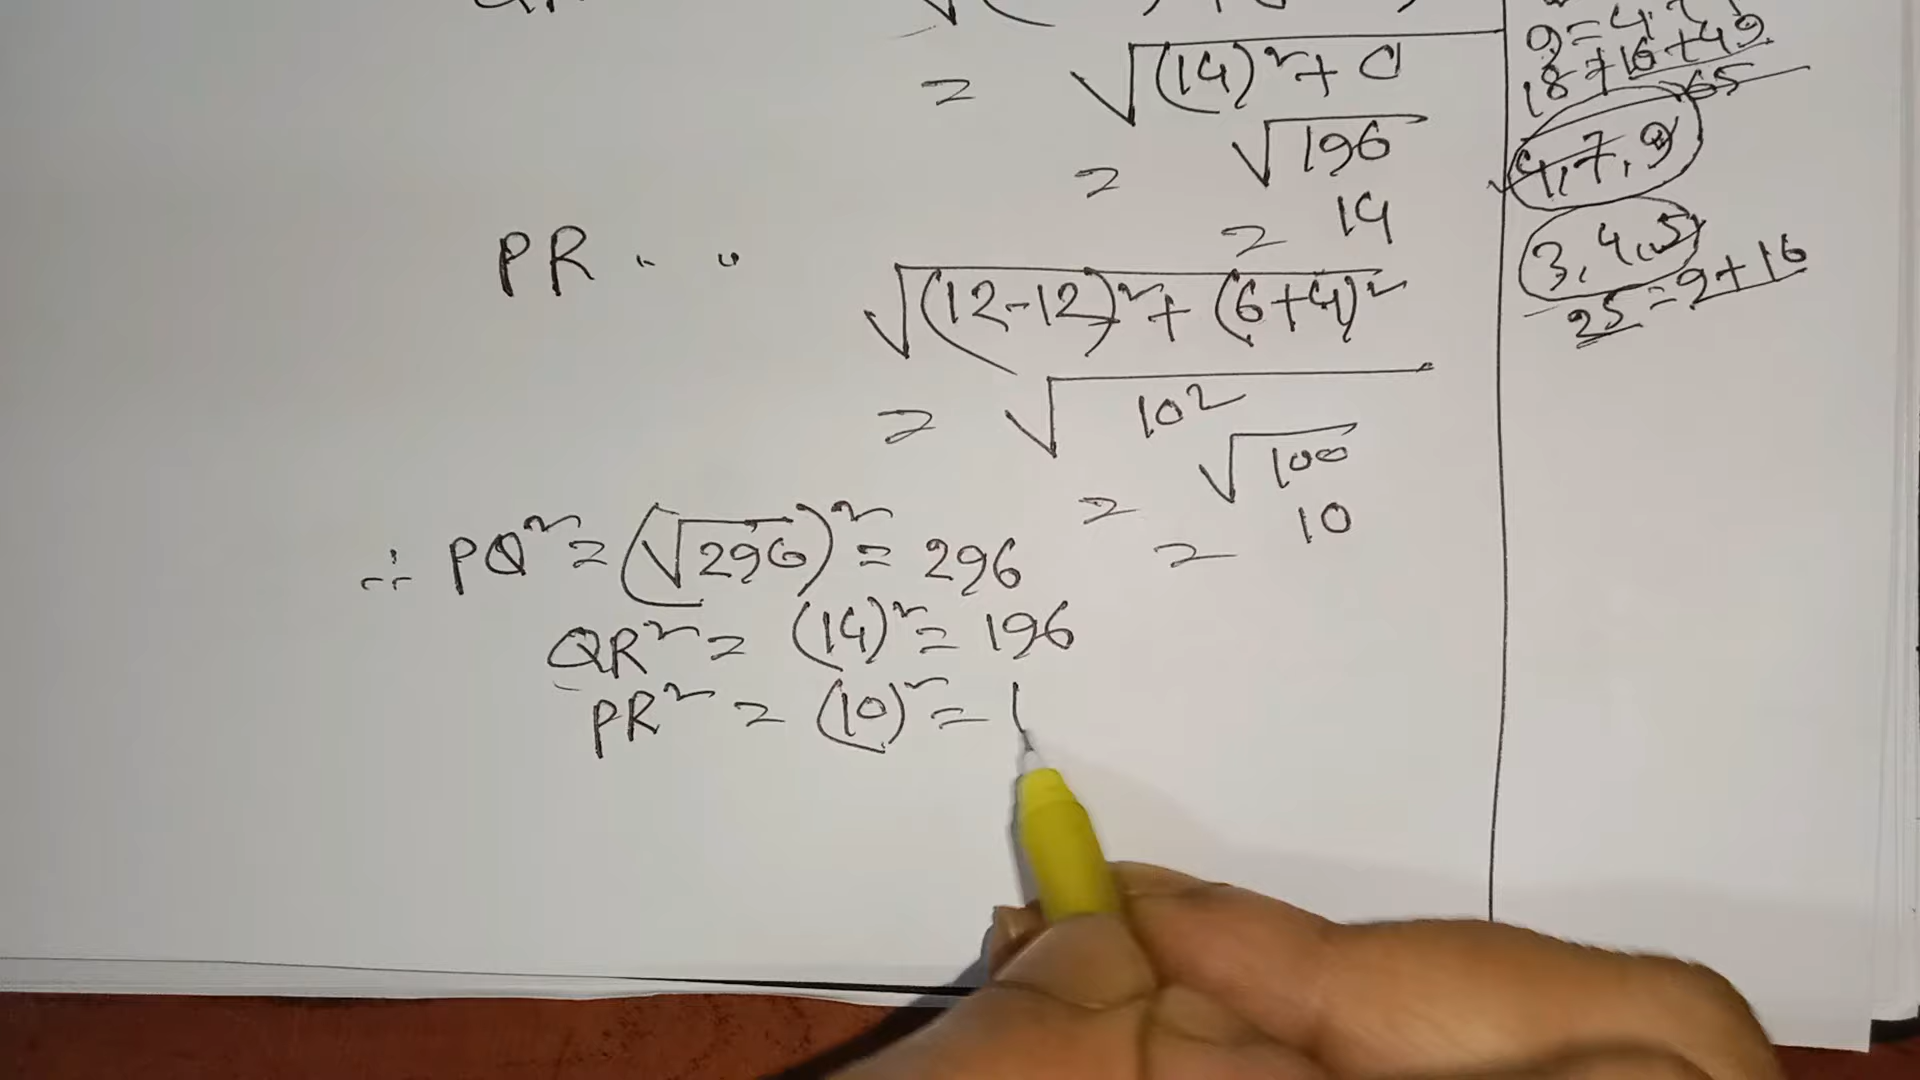 = √(14)² + 0
= √196
= 14
PR " "
√(12-12)² + (6+4)²
= √10²
= √100
= 10
∴ PQ² = (√296)² = 296
QR² = (14)² = 196
PR² = (10)² = 1
18 ≠ 16+49
65
4, 7, 9
3, 4, 5
25 = 9+16